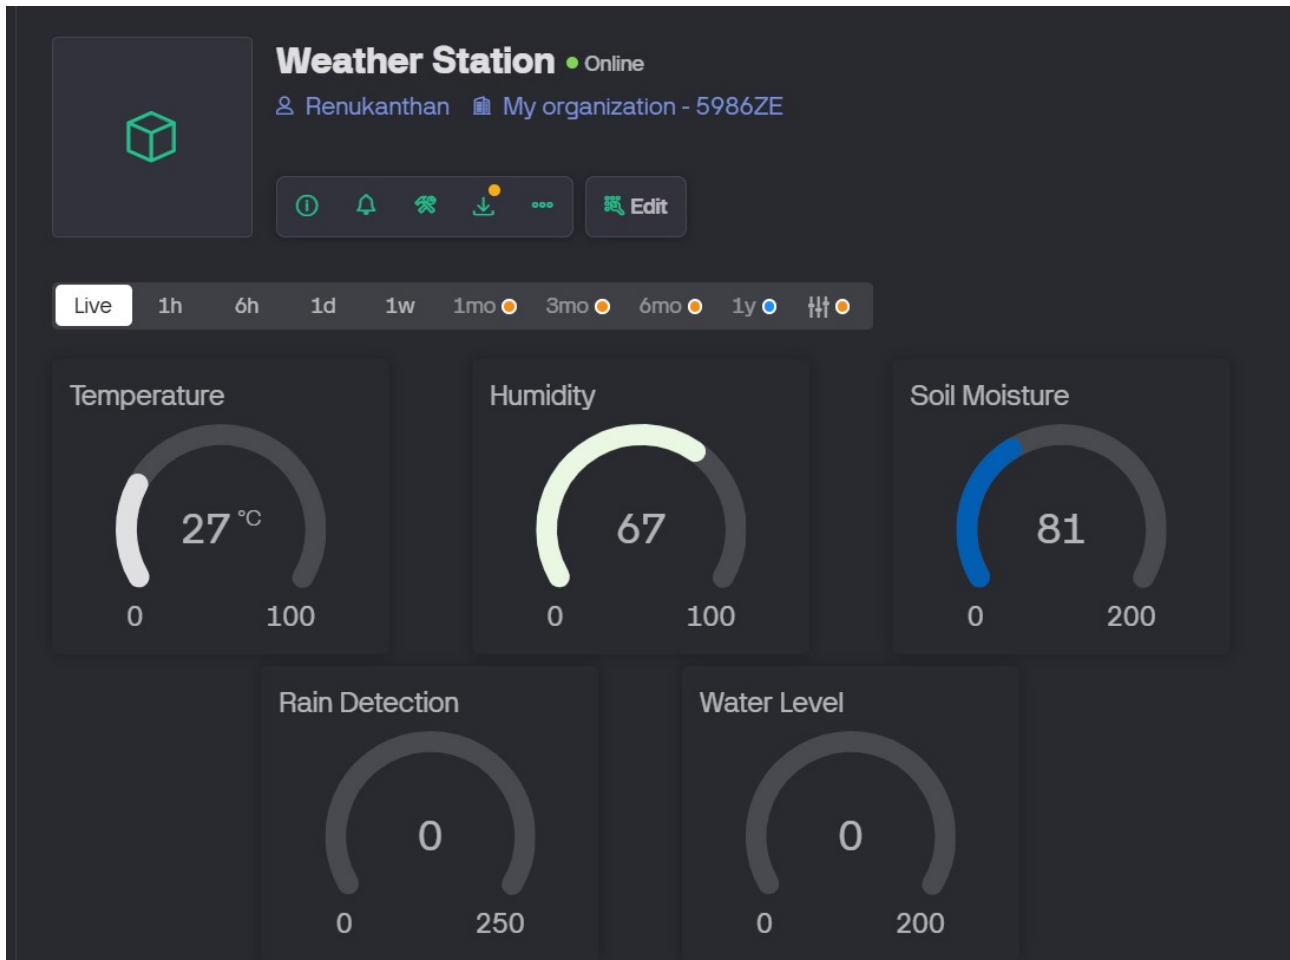 Weather Station Online
Renukanthan My organization - 5986ZE
Edit
Live 1h 6h 1d 1w 1mo 3mo 6mo 1y
Temperature
27 °C
0 100
Humidity
67
0 100
Soil Moisture
81
0 200
Rain Detection
0
0 250
Water Level
0
0 200